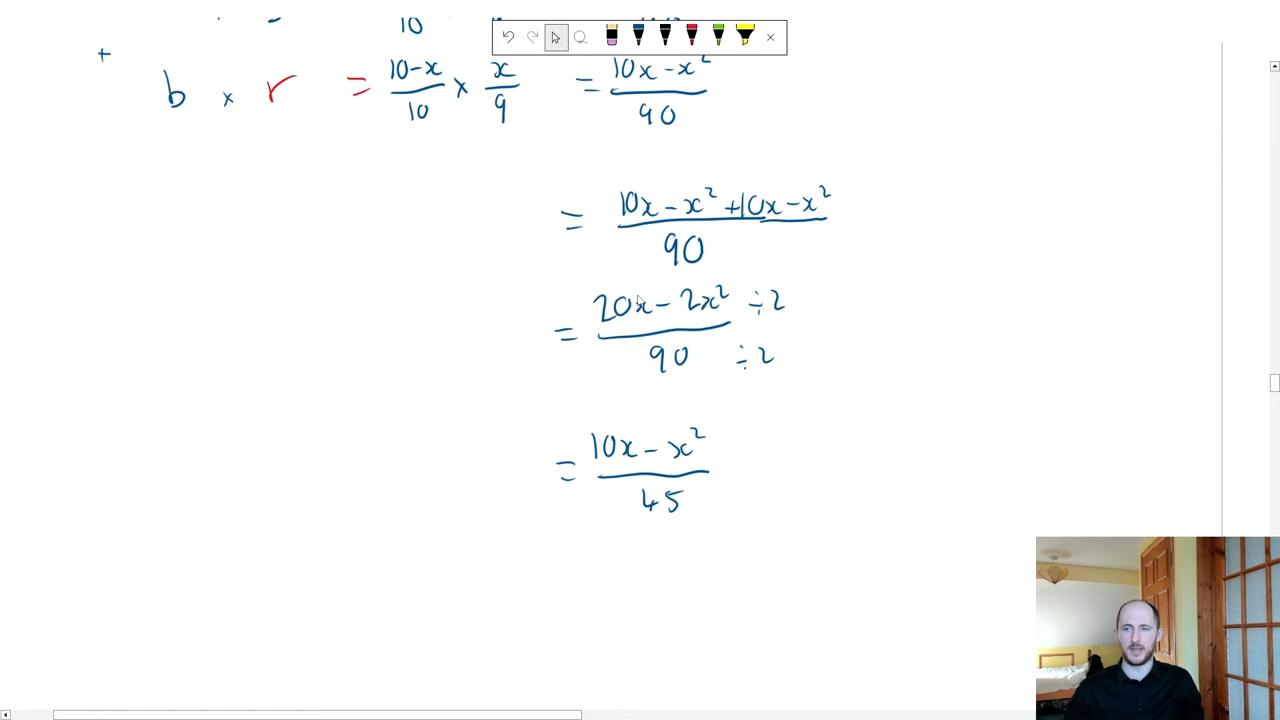 10
+
b × r = 10-x/10 × x/9 = 10x-x²/90
= 10x-x²+10x-x²/90
= 20x-2x²/90 ÷2 ÷2
= 10x-x²/45